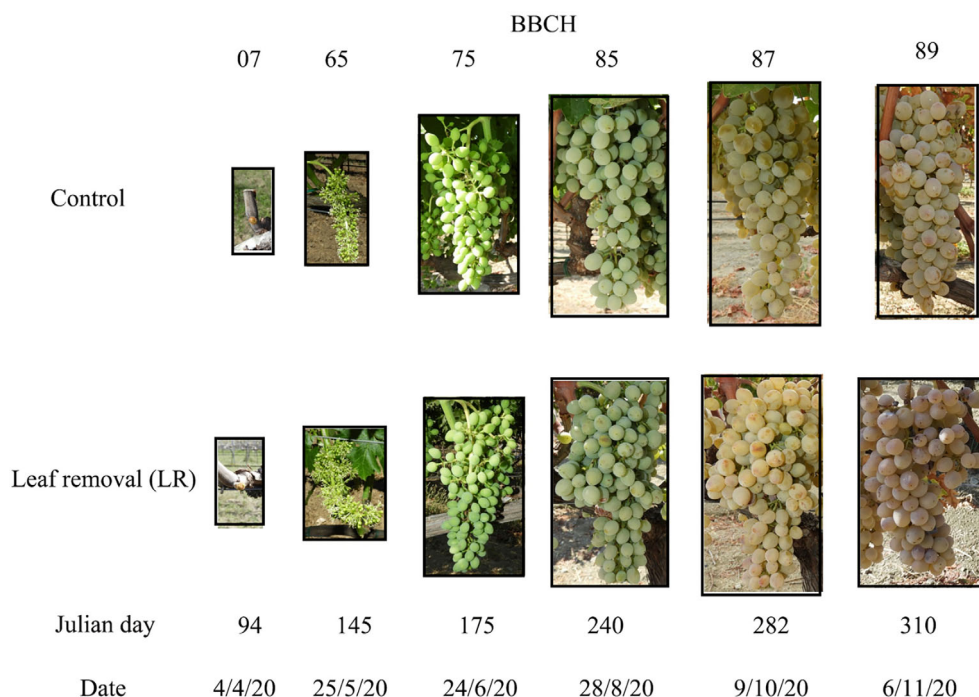 BBCH
07 65 75 85 87 89
Control
Leaf removal (LR)
Julian day 94 145 175 240 282 310
Date 4/4/20 25/5/20 24/6/20 28/8/20 9/10/20 6/11/20